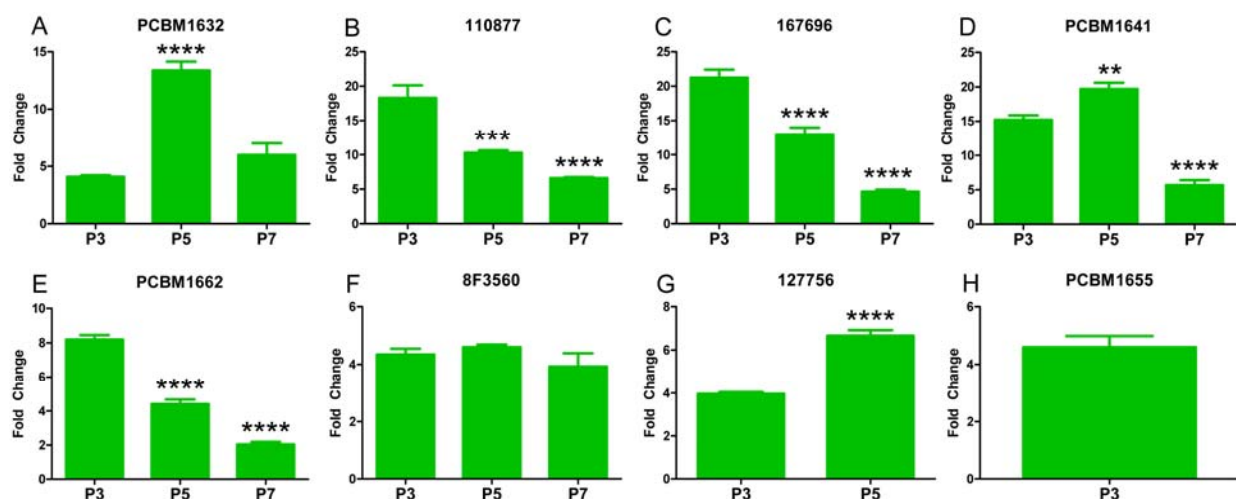 A PCBM1632
Fold Change
15
10
5
0
****
P3 P5 P7
B 110877
Fold Change
25
20
15
10
5
0
***
****
P3 P5 P7
C 167696
Fold Change
25
20
15
10
5
0
****
****
P3 P5 P7
D PCBM1641
Fold Change
25
20
15
10
5
0
**
****
P3 P5 P7
E PCBM1662
Fold Change
10
8
6
4
2
0
****
****
P3 P5 P7
F 8F3560
Fold Change
6
4
2
0
P3 P5 P7
G 127756
Fold Change
8
6
4
2
0
****
P3 P5
H PCBM1655
Fold Change
6
4
2
0
P3